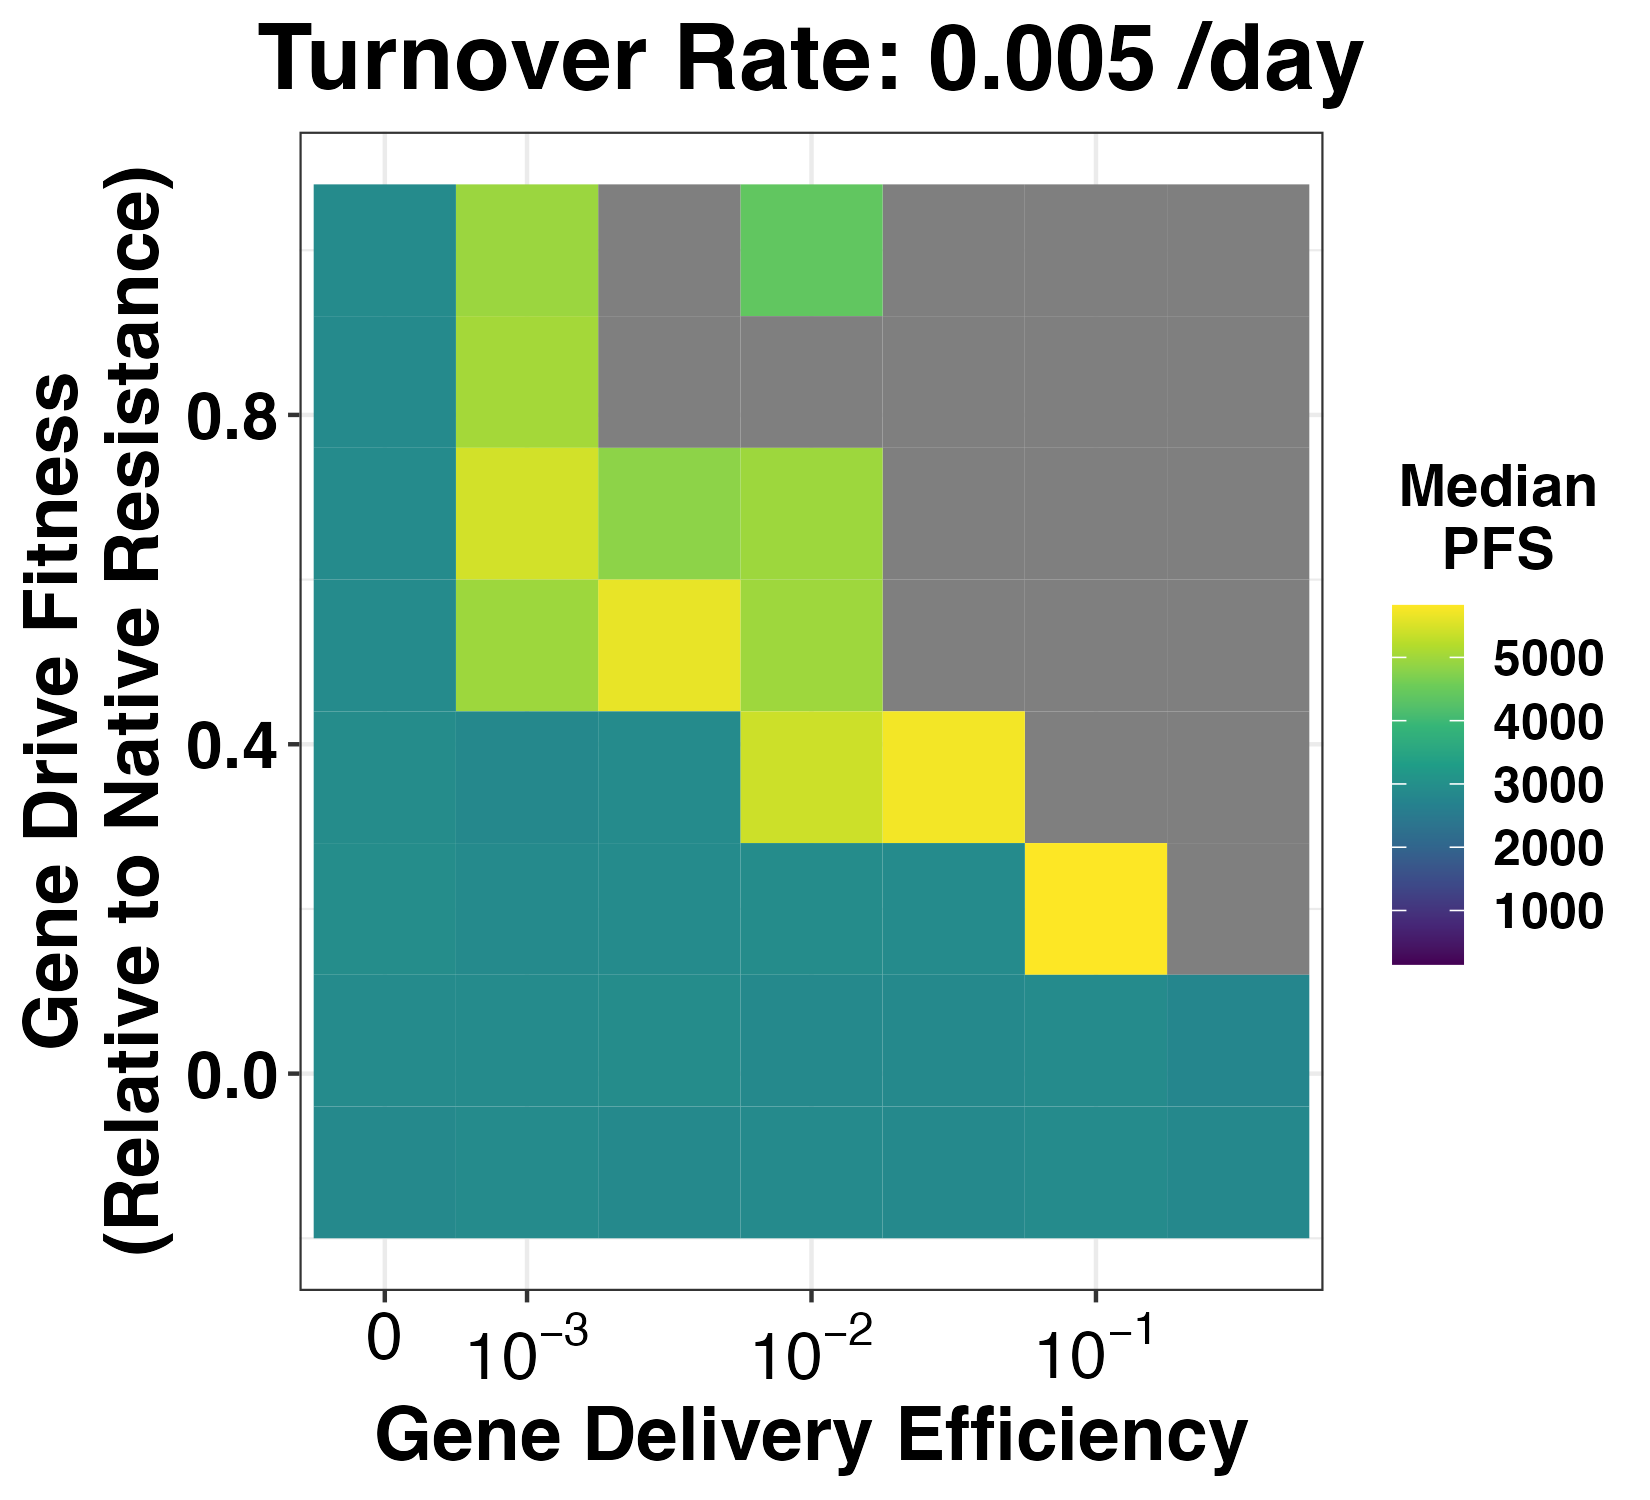 Turnover Rate: 0.005 /day
Gene Drive Fitness
(Relative to Native Resistance)
0.8
0.4
0.0
0
10⁻³
10⁻²
10⁻¹
Gene Delivery Efficiency
Median
PFS
5000
4000
3000
2000
1000